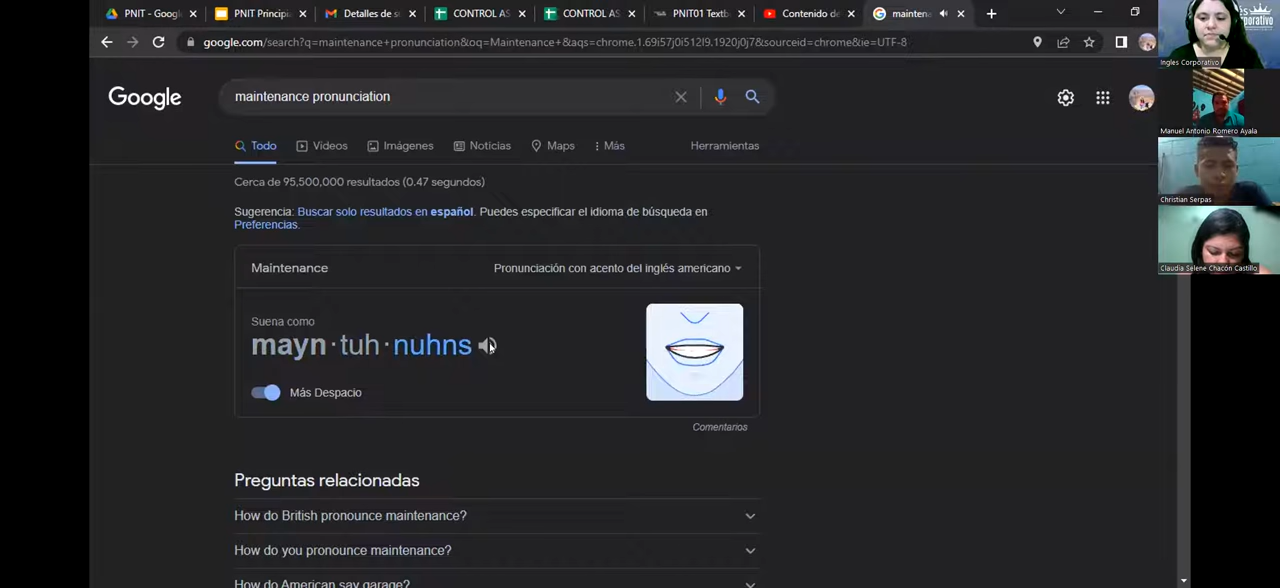 PNIT - Googl
PNIT Principi
Detalles de su
CONTROL AS
CONTROL AS
PNIT01 Textb
Contenido de
mainten
google.com/search?q=maintenance+pronunciation&oq=Maintenance+&aqs=chrome.1.69i57j0i512l9.1920j0j7&sourceid=chrome&ie=UTF-8
Google
maintenance pronunciation
Todo
Videos
Imágenes
Noticias
Maps
Más
Herramientas
Cerca de 95,500,000 resultados (0.47 segundos)
Sugerencia: Buscar solo resultados en español. Puedes especificar el idioma de búsqueda en
Preferencias.
Maintenance
Pronunciación con acento del inglés americano
Suena como
mayn·tuh·nuhns
Más Despacio
Comentarios
Preguntas relacionadas
How do British pronounce maintenance?
How do you pronounce maintenance?
How do American say garage?
Ingles Corporativo
Manuel Antonio Romero Ayala
Christian Serpas
Claudia Selene Chacón Castillo